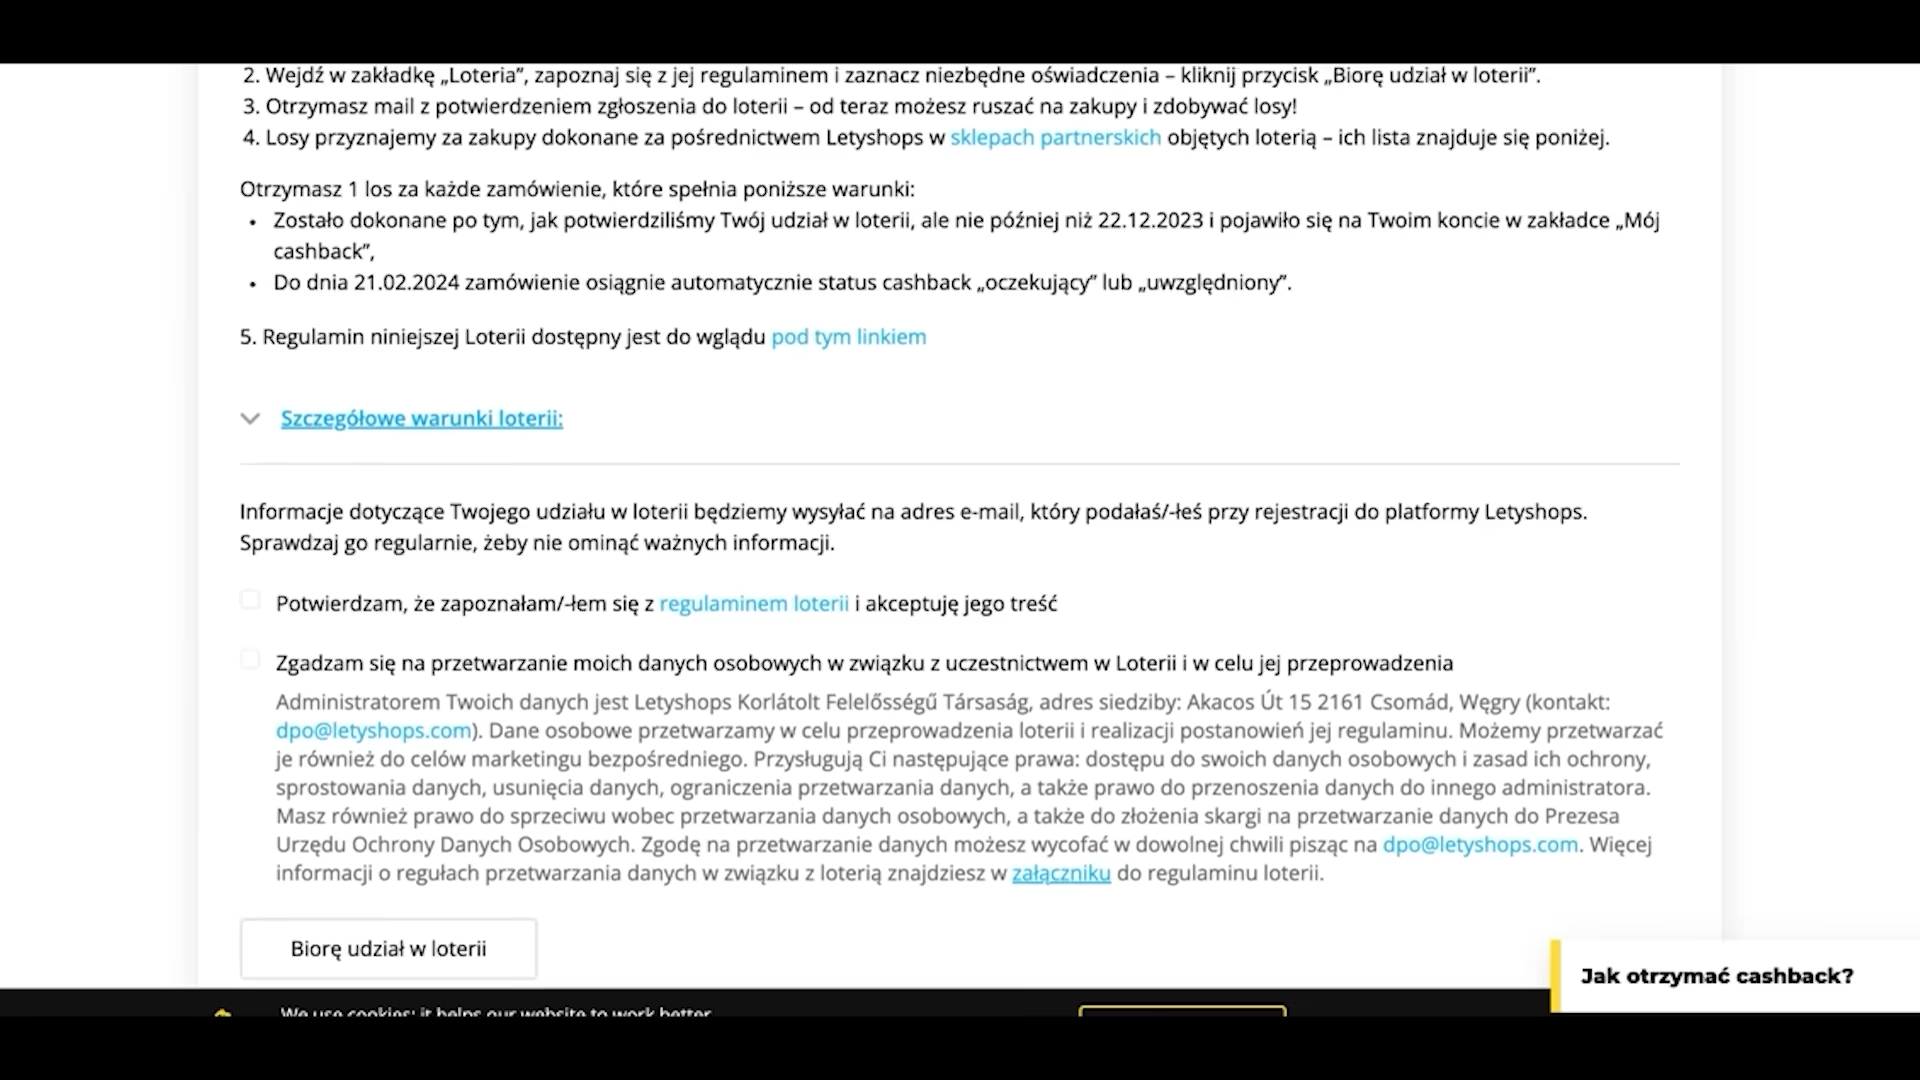 2. Wejdź w zakładkę „Loteria”, zapoznaj się z jej regulaminem i zaznacz niezbędne oświadczenia – kliknij przycisk „Biorę udział w loterii”.
3. Otrzymasz mail z potwierdzeniem zgłoszenia do loterii – od teraz możesz ruszać na zakupy i zdobywać losy!
4. Losy przyznajemy za zakupy dokonane za pośrednictwem Letyshops w sklepach partnerskich objętych loterią – ich lista znajduje się poniżej.
Otrzymasz 1 los za każde zamówienie, które spełnia poniższe warunki:
• Zostało dokonane po tym, jak potwierdziliśmy Twój udział w loterii, ale nie później niż 22.12.2023 i pojawiło się na Twoim koncie w zakładce „Mój
cashback”,
• Do dnia 21.02.2024 zamówienie osiągnie automatycznie status cashback „oczekujący” lub „uwzględniony”.
5. Regulamin niniejszej Loterii dostępny jest do wglądu pod tym linkiem
Szczegółowe warunki loterii:
Informacje dotyczące Twojego udziału w loterii będziemy wysyłać na adres e-mail, który podałaś/-łeś przy rejestracji do platformy Letyshops.
Sprawdzaj go regularnie, żeby nie ominąć ważnych informacji.
Potwierdzam, że zapoznałam/-łem się z regulaminem loterii i akceptuję jego treść
Zgadzam się na przetwarzanie moich danych osobowych w związku z uczestnictwem w Loterii i w celu jej przeprowadzenia
Administratorem Twoich danych jest Letyshops Korlátolt Felelősségű Társaság, adres siedziby: Akacos Út 15 2161 Csomád, Węgry (kontakt:
dpo@letyshops.com). Dane osobowe przetwarzamy w celu przeprowadzenia loterii i realizacji postanowień jej regulaminu. Możemy przetwarzać
je również do celów marketingu bezpośredniego. Przysługują Ci następujące prawa: dostępu do swoich danych osobowych i zasad ich ochrony,
sprostowania danych, usunięcia danych, ograniczenia przetwarzania danych, a także prawo do przenoszenia danych do innego administratora.
Masz również prawo do sprzeciwu wobec przetwarzania danych osobowych, a także do złożenia skargi na przetwarzanie danych do Prezesa
Urzędu Ochrony Danych Osobowych. Zgodę na przetwarzanie danych możesz wycofać w dowolnej chwili pisząc na dpo@letyshops.com. Więcej
informacji o regułach przetwarzania danych w związku z loterią znajdziesz w załączniku do regulaminu loterii.
Biorę udział w loterii
Jak otrzymać cashback?
We use cookies: it helps our website to work better